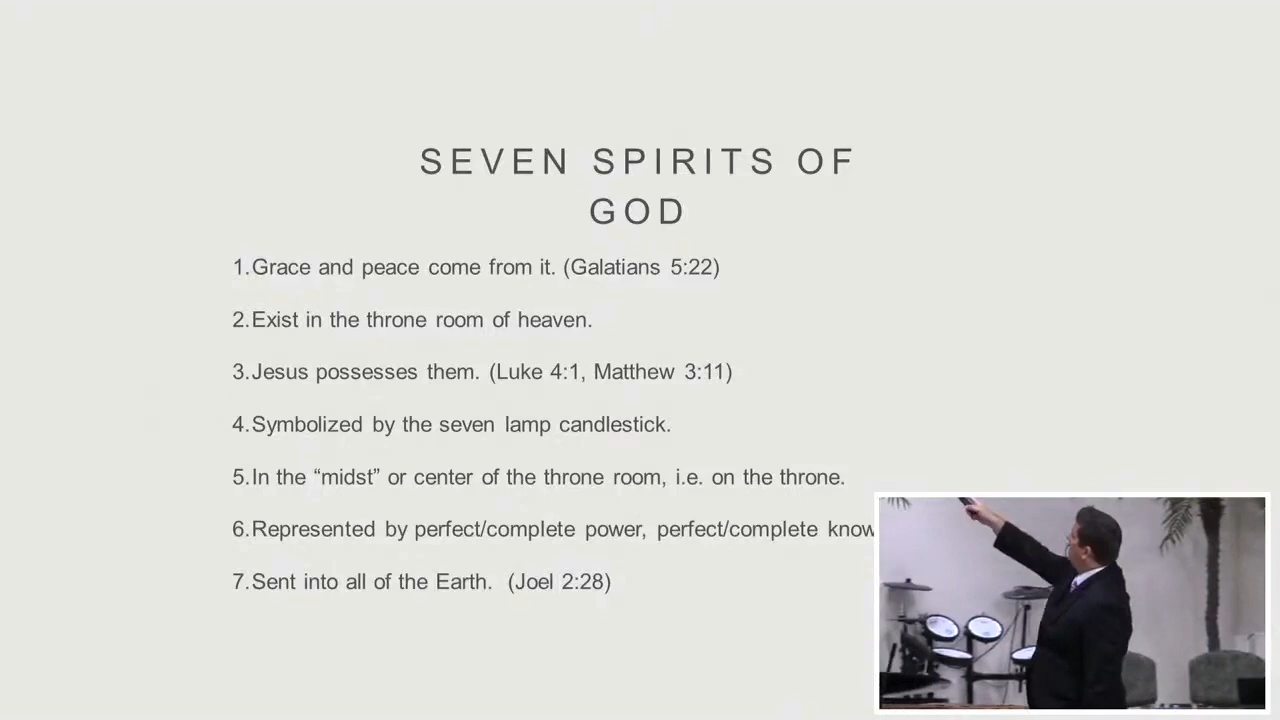 SEVEN SPIRITS OF
GOD
1.Grace and peace come from it. (Galatians 5:22)
2.Exist in the throne room of heaven.
3.Jesus possesses them. (Luke 4:1, Matthew 3:11)
4.Symbolized by the seven lamp candlestick.
5.In the “midst” or center of the throne room, i.e. on the throne.
6.Represented by perfect/complete power, perfect/complete know
7.Sent into all of the Earth. (Joel 2:28)